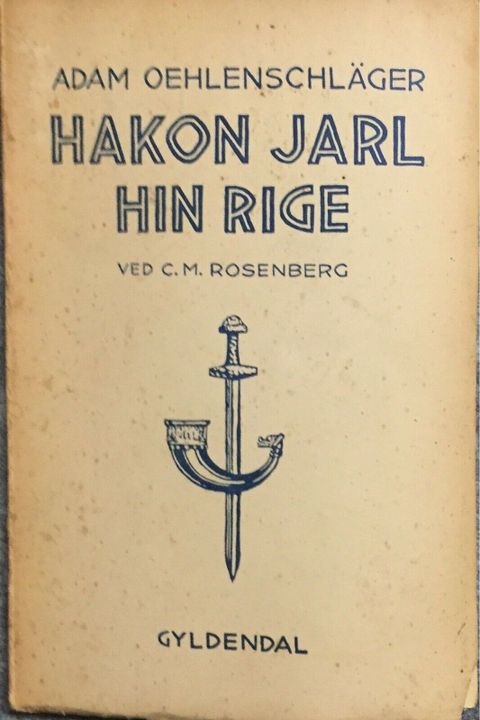 ADAM OEHLENSCHLÄGER
HAKON JARL
HIN RIGE
VED C. M. ROSENBERG
GYLDENDAL